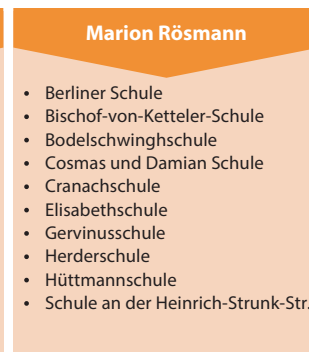 Marion Rösmann
• Berliner Schule
• Bischof-von-Ketteler-Schule
• Bodelschwinghschule
• Cosmas und Damian Schule
• Cranachschule
• Elisabethschule
• Gervinusschule
• Herderschule
• Hüttmannschule
• Schule an der Heinrich-Strunk-Str.